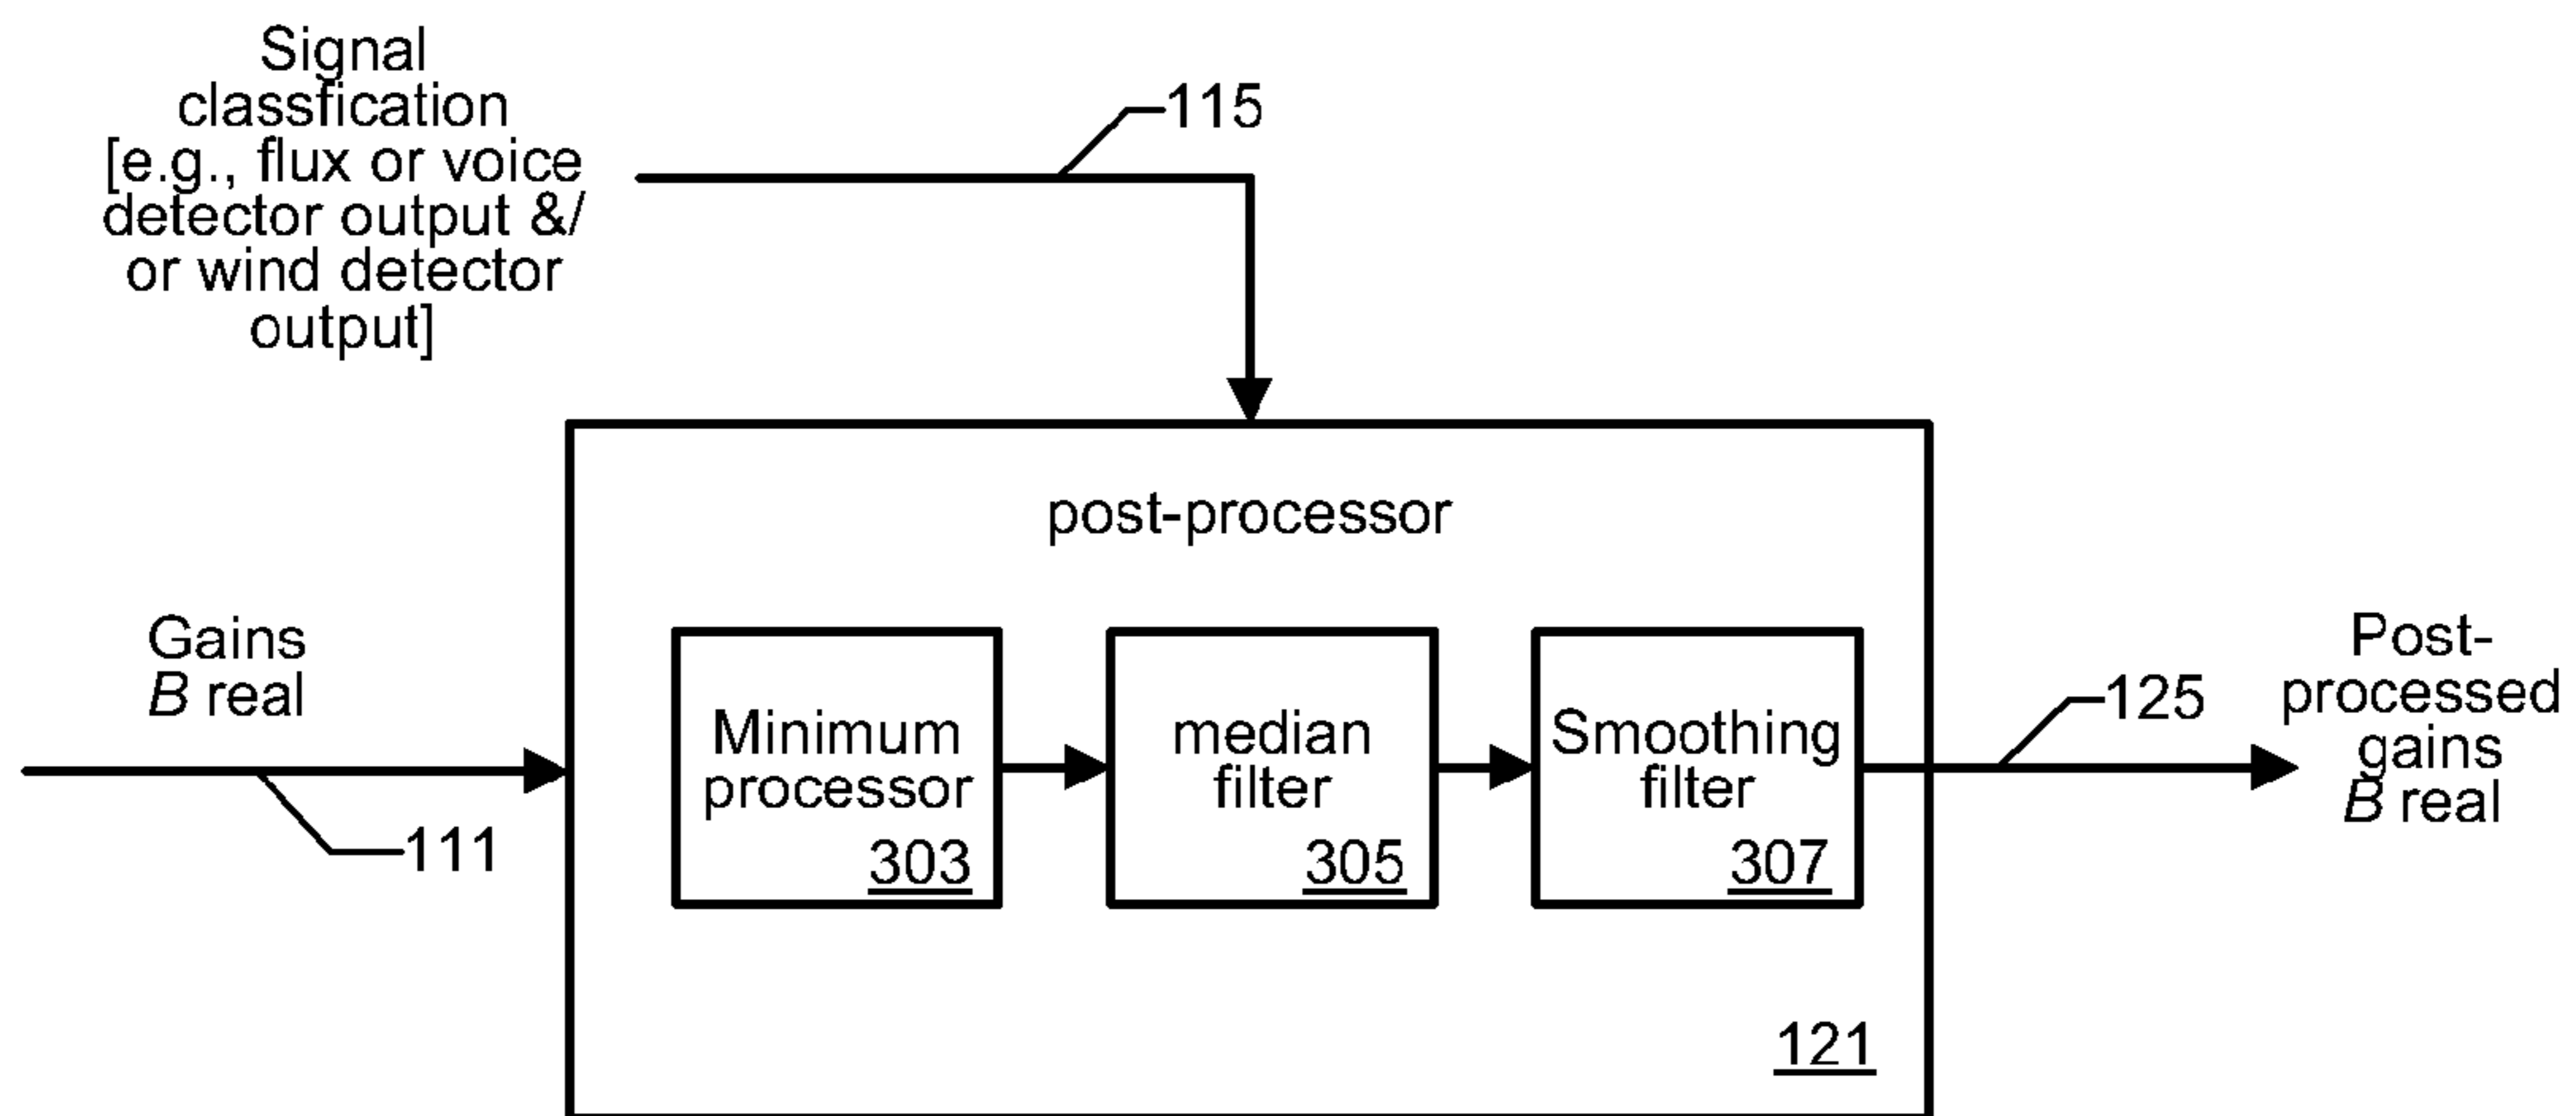 Signal
classfication
[e.g., flux or voice
detector output &/
or wind detector
output]
115
post-processor
Gains
B real
111
Minimum
processor
303
median
filter
305
Smoothing
filter
307
125
Post-
processed
gains
B real
121